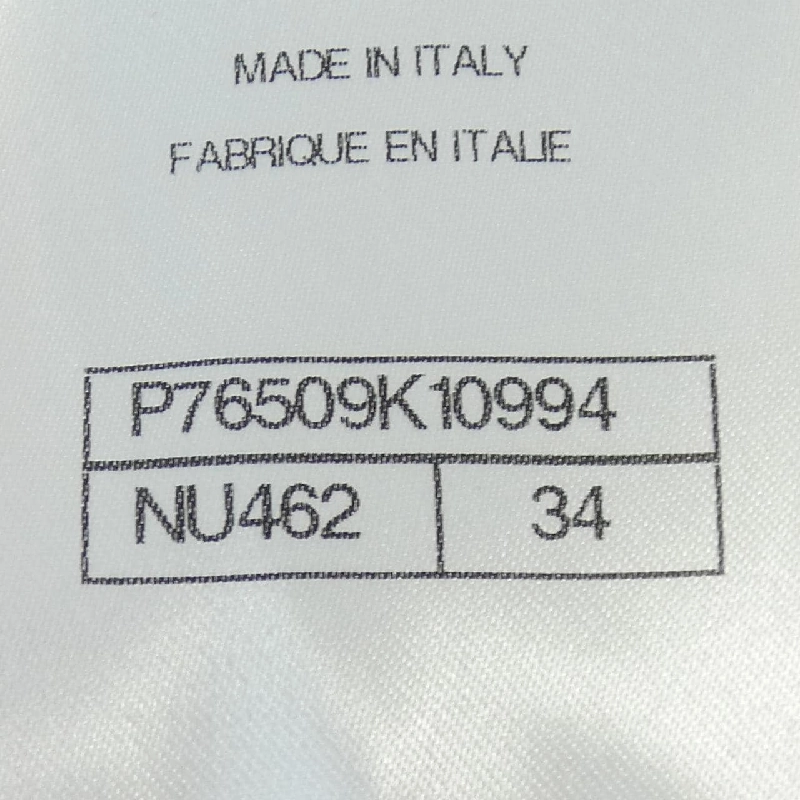 MADE IN ITALY
FABRIQUE EN ITALIE
P76509K10994
NU462 34